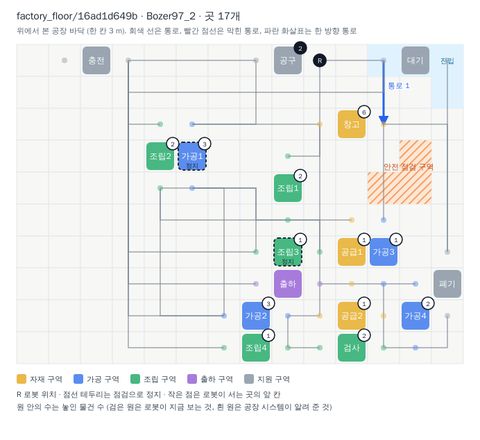 factory_floor/16ad1d649b · Bozer97_2 · 곳 17개
위에서 본 공장 바닥 (한 칸 3 m). 회색 선은 통로, 빨간 점선은 막힌 통로, 파란 화살표는 한 방향 통로
충전
공구
2
R
대기
진입
통로 1
창고
6
조립2
2
가공1
3
정지
안전 점검 구역
조립1
2
조립3
1
정지
공급1
1
가공3
1
출하
폐기
가공2
3
공급2
1
가공4
2
조립4
1
검사
2
자재 구역
가공 구역
조립 구역
출하 구역
지원 구역
R 로봇 위치 · 점선 테두리는 점검으로 정지 · 작은 점은 로봇이 서는 곳의 앞 칸
원 안의 수는 놓인 물건 수 (검은 원은 로봇이 지금 보는 것, 흰 원은 공장 시스템이 알려 준 것)